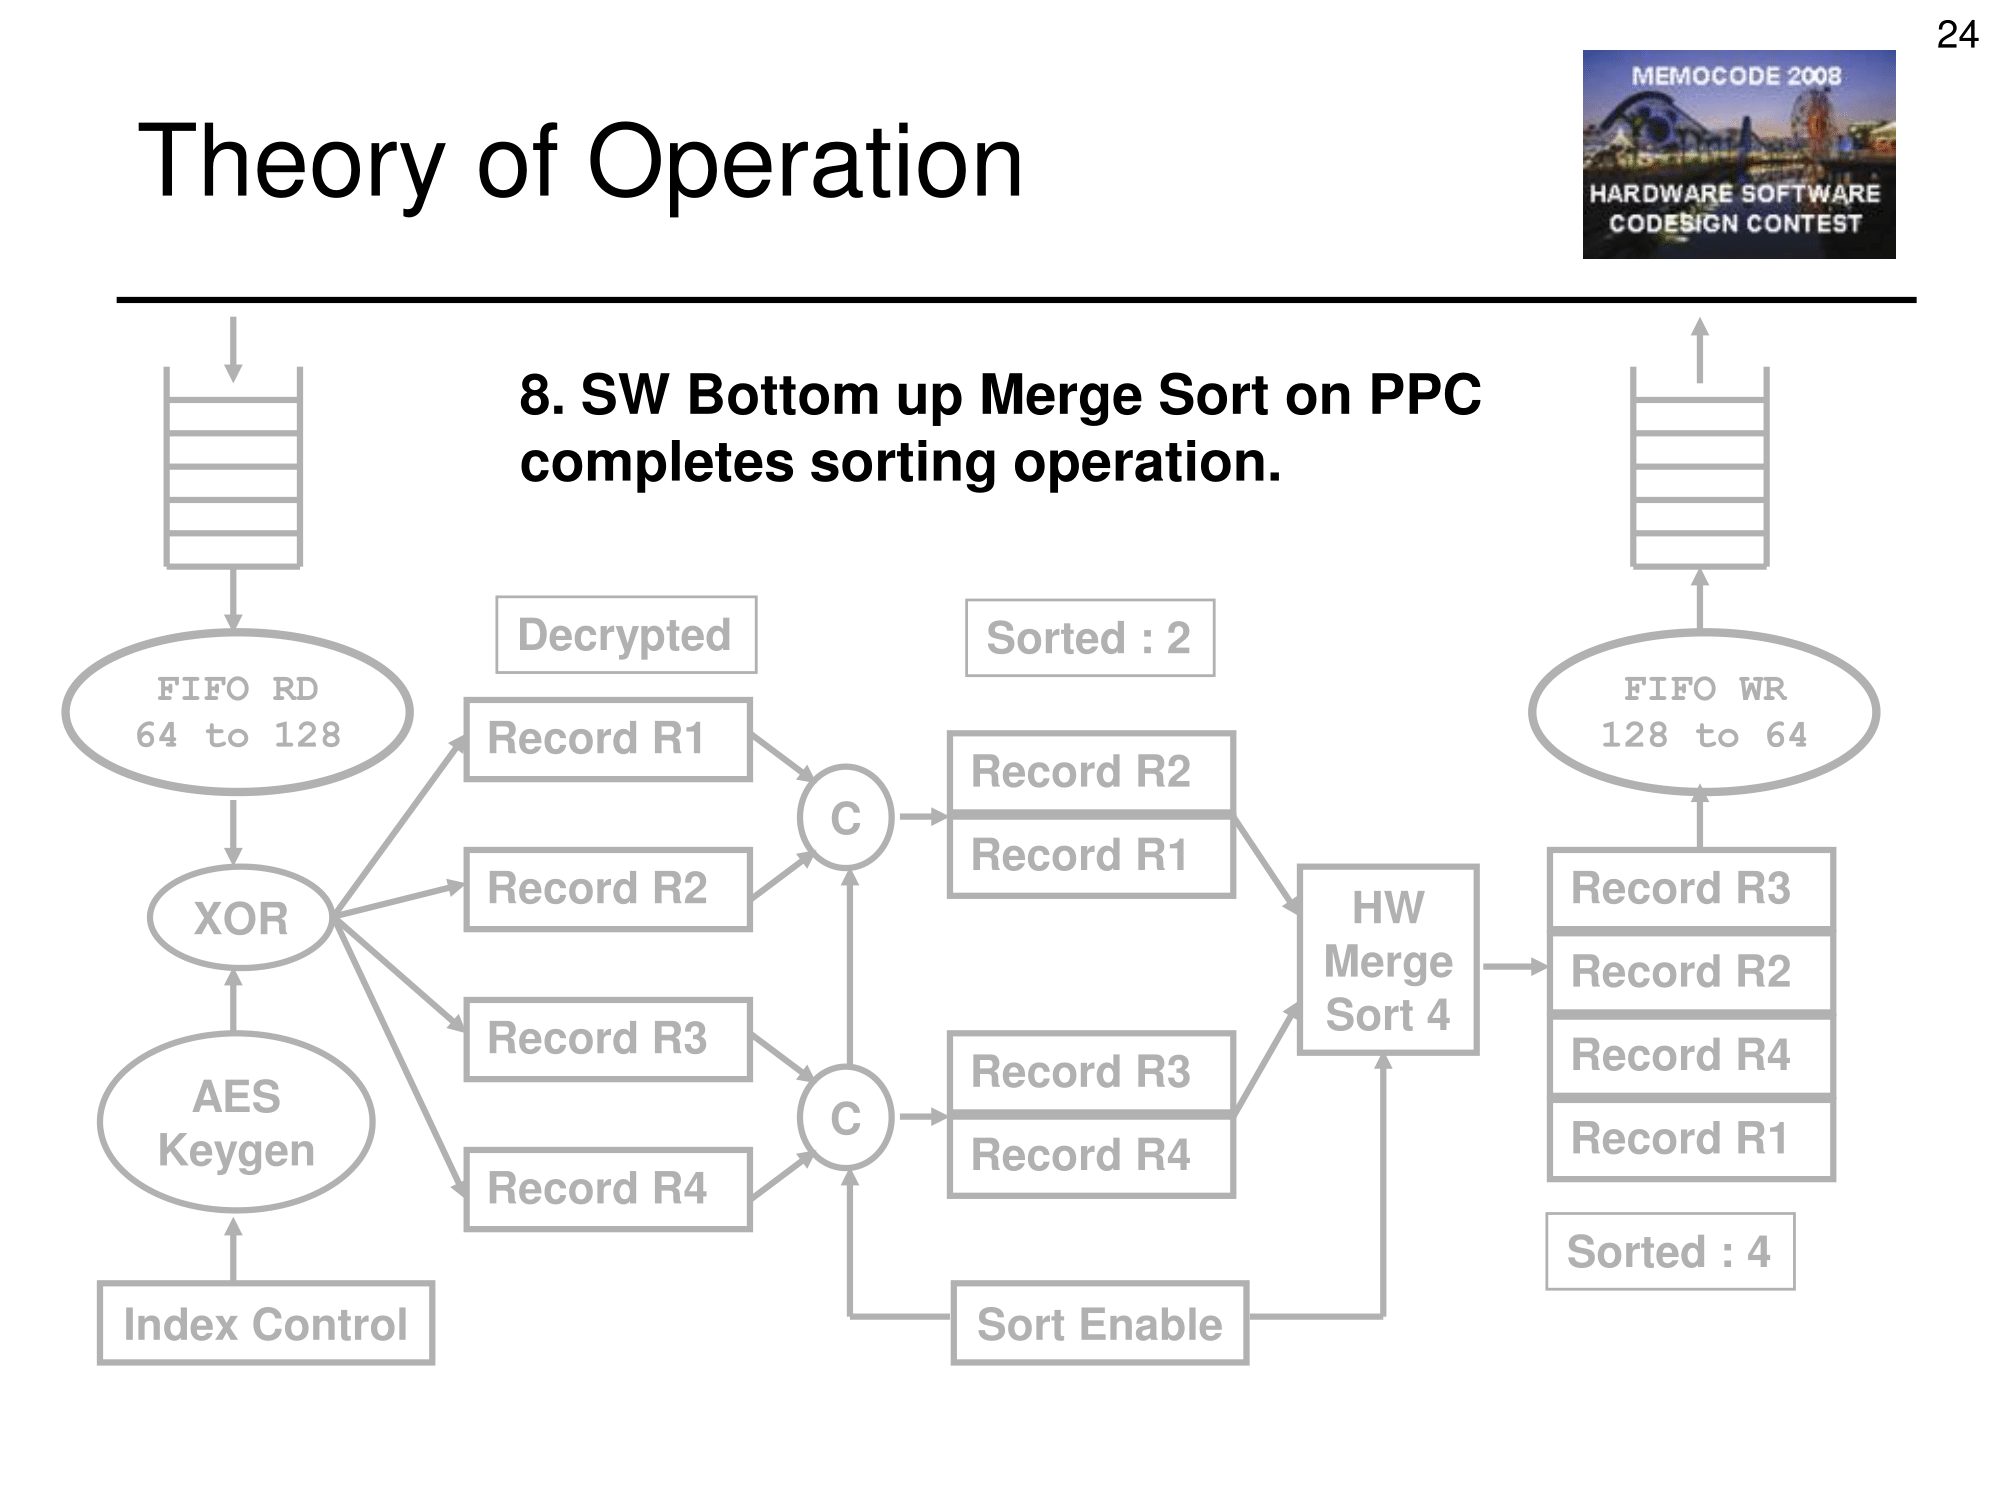 24
MEMOCODE 2008
HARDWARE SOFTWARE
CODESIGN CONTEST
Theory of Operation
8. SW Bottom up Merge Sort on PPC
completes sorting operation.
FIFO RD
64 to 128
XOR
AES
Keygen
Index Control
Decrypted
Record R1
Record R2
Record R3
Record R4
C
C
Sorted : 2
Record R2
Record R1
Record R3
Record R4
Sort Enable
HW
Merge
Sort 4
FIFO WR
128 to 64
Record R3
Record R2
Record R4
Record R1
Sorted : 4